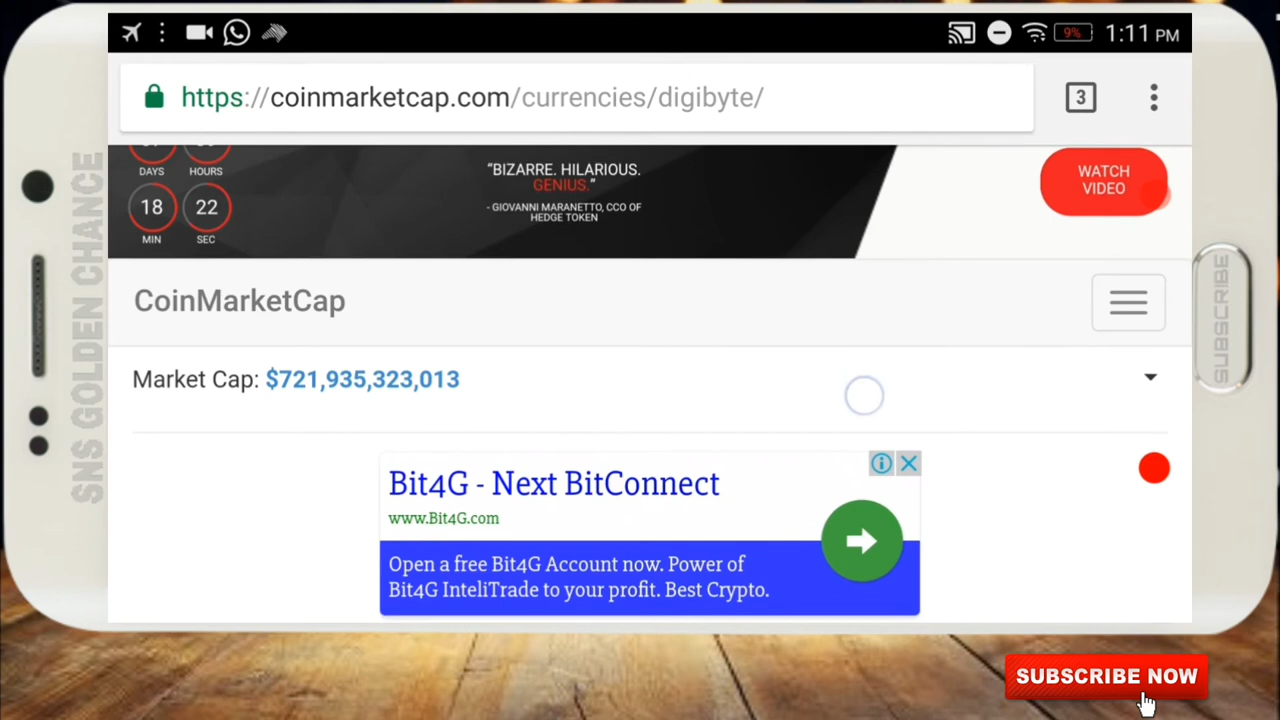 9%
1:11 PM
https://coinmarketcap.com/currencies/digibyte/
3
DAYS
HOURS
18
22
MIN
SEC
“BIZARRE. HILARIOUS.
GENIUS.”
- GIOVANNI MARANETTO, CCO OF
HEDGE TOKEN
WATCH
VIDEO
CoinMarketCap
Market Cap: $721,935,323,013
Bit4G - Next BitConnect
www.Bit4G.com
Open a free Bit4G Account now. Power of
Bit4G InteliTrade to your profit. Best Crypto.
SNS GOLDEN CHANCE
SUBSCRIBE
SUBSCRIBE NOW